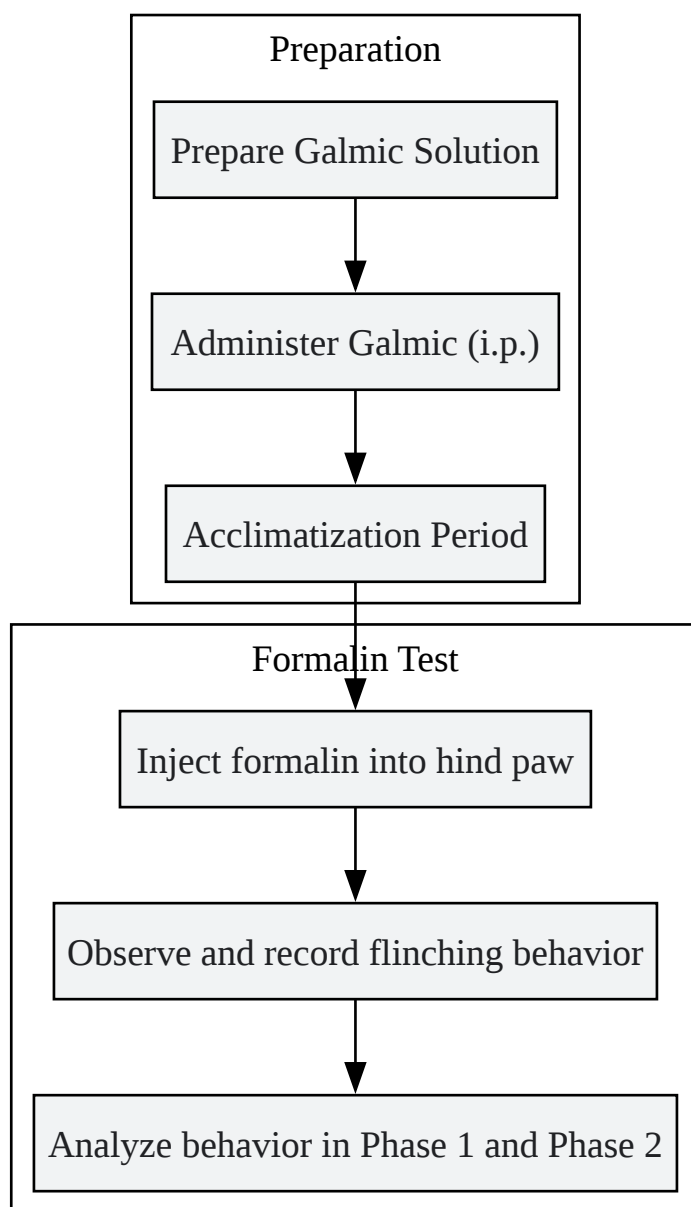 Preparation
Prepare Galmic Solution
Administer Galmic (i.p.)
Acclimatization Period
Formalin Test
Inject formalin into hind paw
Observe and record flinching behavior
Analyze behavior in Phase 1 and Phase 2